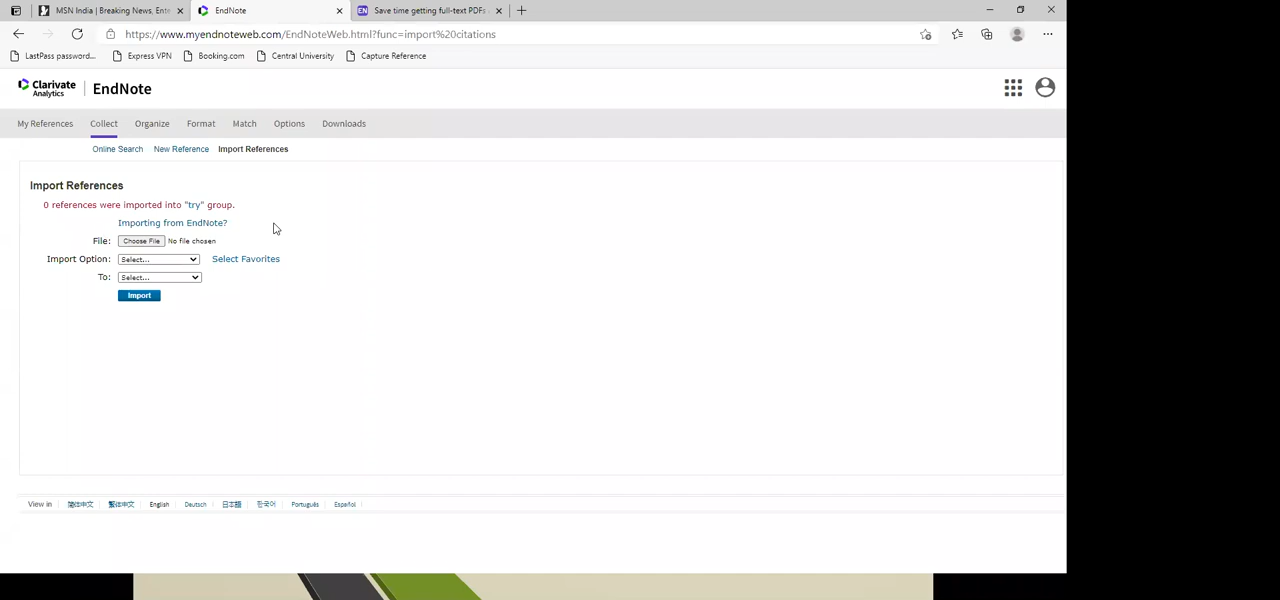 MSN India | Breaking News, Ente
EndNote
EN Save time getting full-text PDFs
https://www.myendnoteweb.com/EndNoteWeb.html?func=import%20citations
LastPass password...
Express VPN
Booking.com
Central University
Capture Reference
Clarivate
Analytics
EndNote
My References
Collect
Organize
Format
Match
Options
Downloads
Online Search
New Reference
Import References
Import References
0 references were imported into "try" group.
Importing from EndNote?
File: Choose File No file chosen
Import Option: Select... Select Favorites
To: Select...
Import
View in 简体中文 繁體中文 English Deutsch 日本語 한국어 Português Español